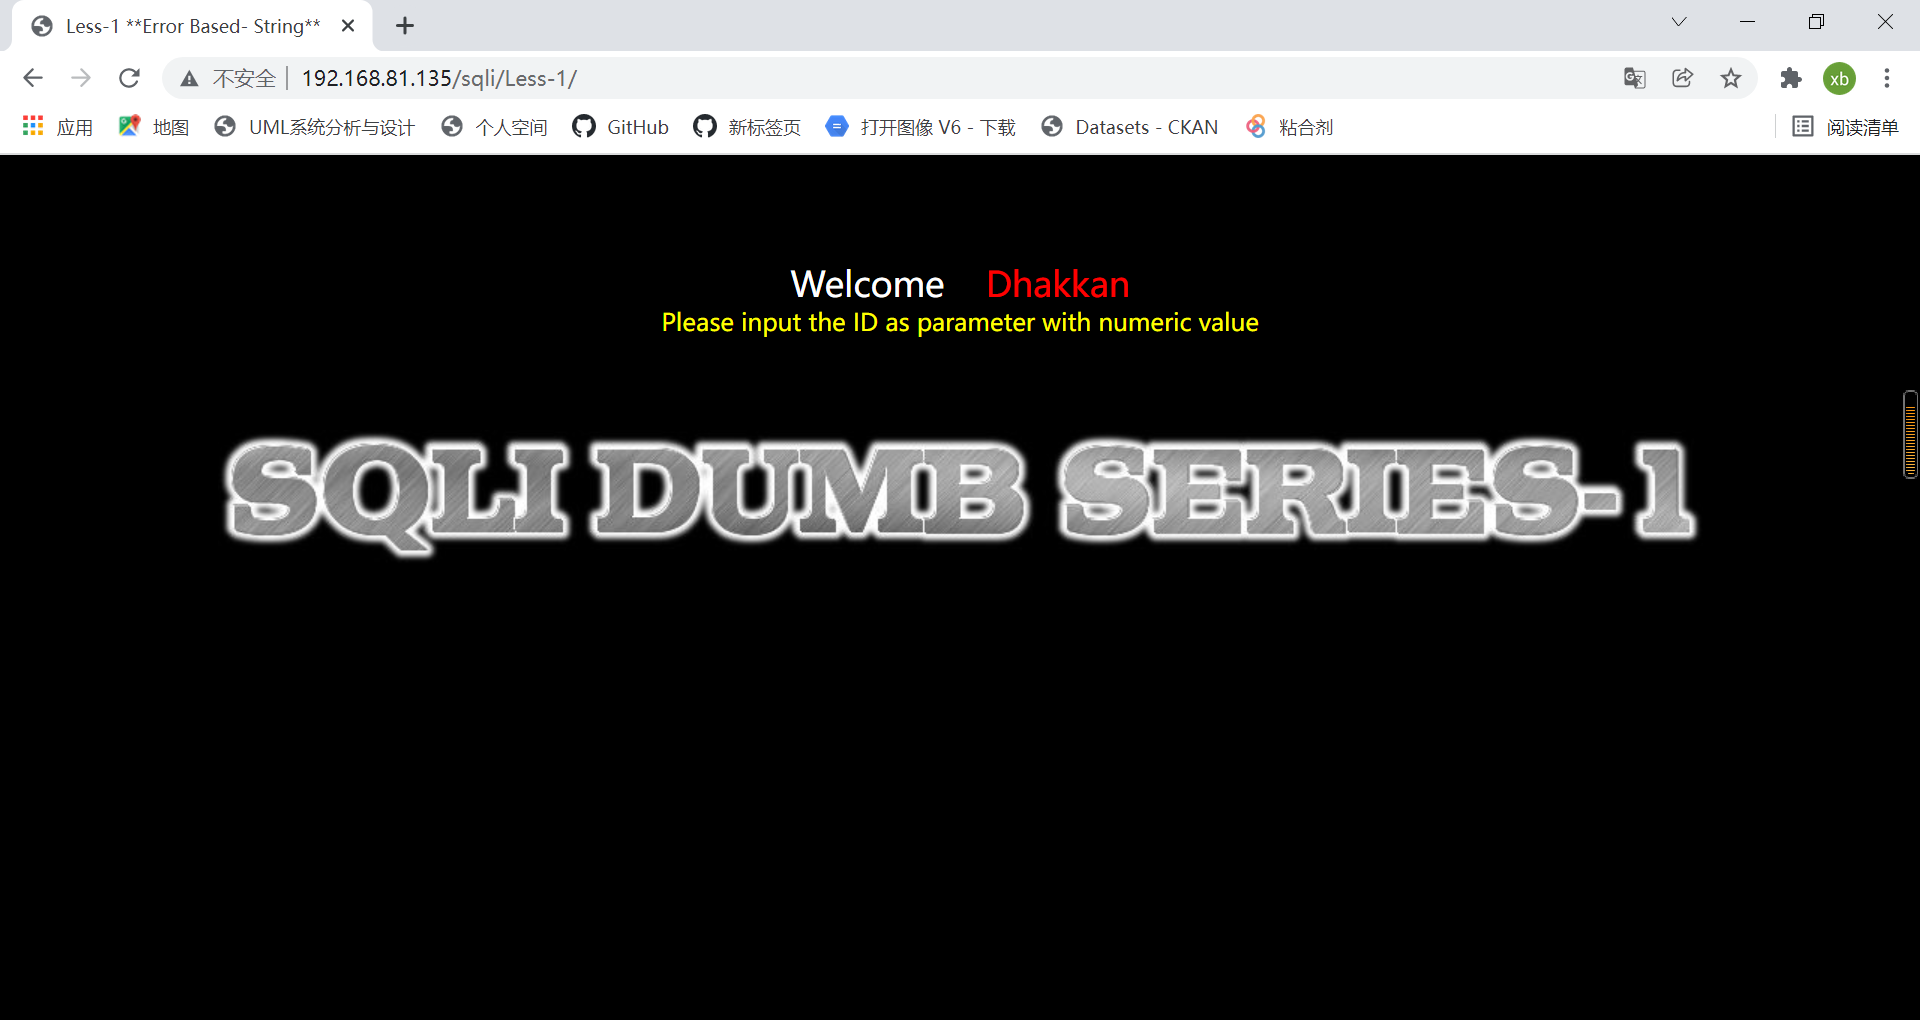 Less-1 **Error Based- String**
不安全 192.168.81.135/sqli/Less-1/
xb
应用 地图 UML系统分析与设计 个人空间 GitHub 新标签页 打开图像 V6 - 下载 Datasets - CKAN 粘合剂 阅读清单
Welcome Dhakkan
Please input the ID as parameter with numeric value
SQLI DUMB SERIES-1